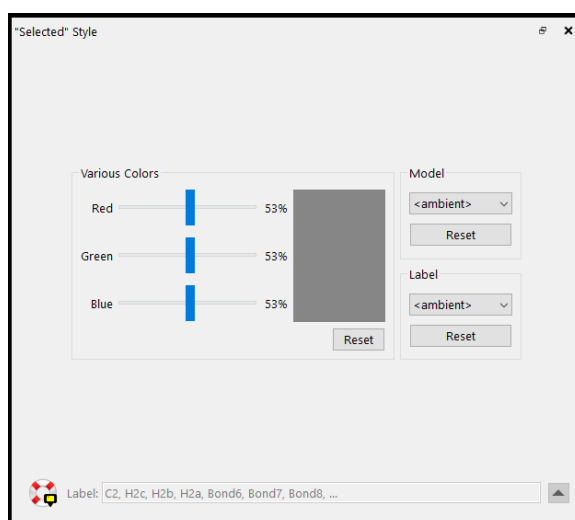 "Selected" Style
Various Colors
Red 53%
Green 53%
Blue 53%
Reset
Model
<ambient>
Reset
Label
<ambient>
Reset
Label: C2, H2c, H2b, H2a, Bond6, Bond7, Bond8, ...